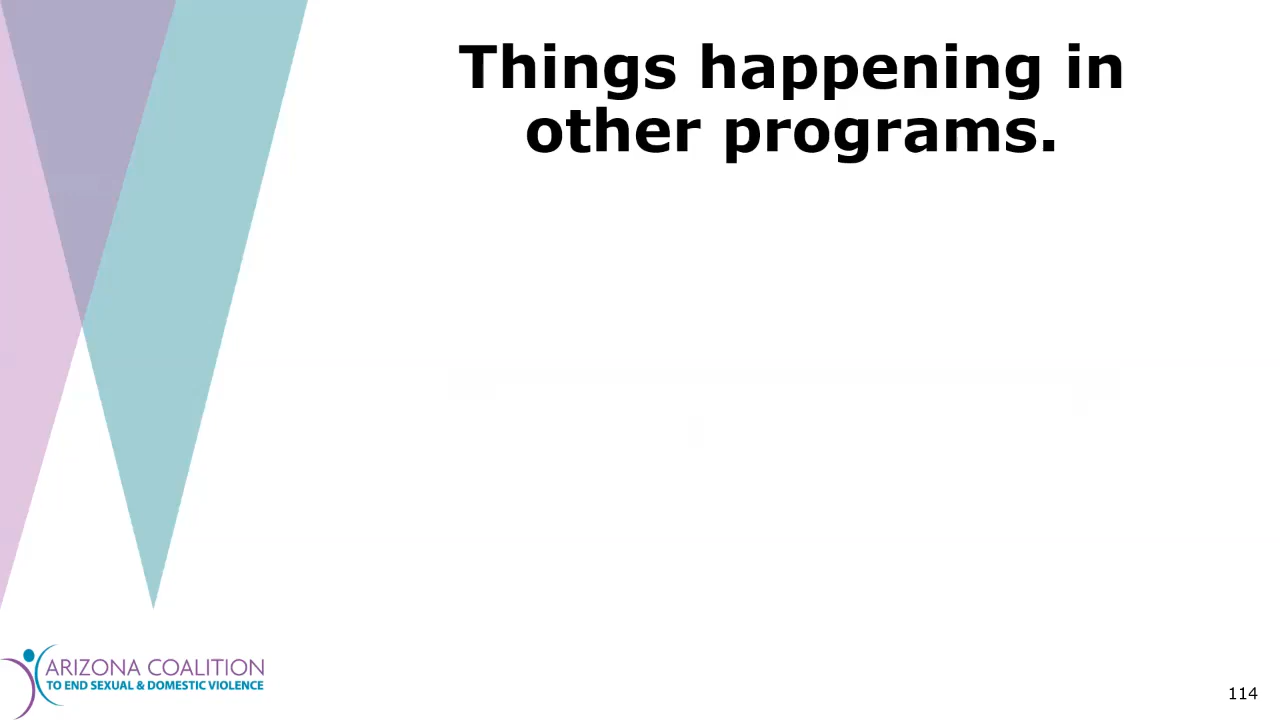 Things happening in
other programs.
ARIZONA COALITION
TO END SEXUAL & DOMESTIC VIOLENCE
114